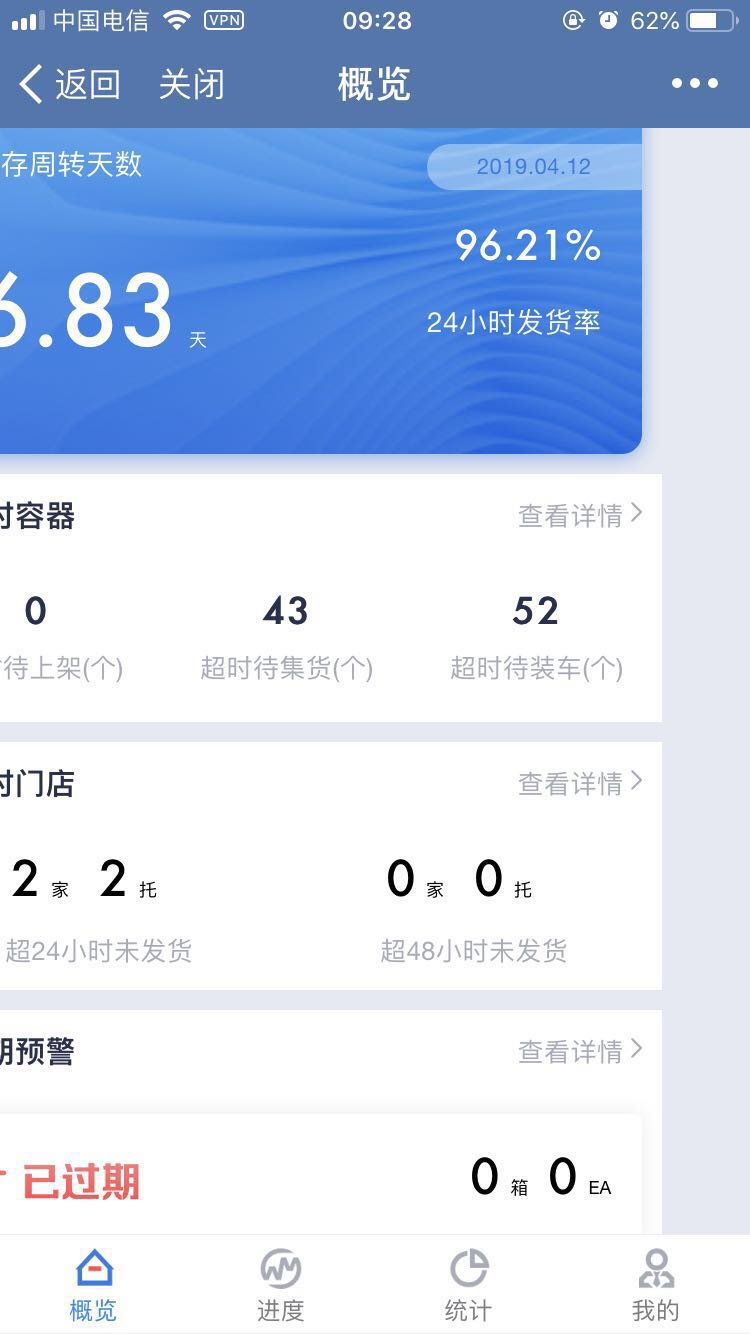 中国电信 VPN 09:28 62%
返回 关闭 概览
存周转天数 2019.04.12
96.21%
6.83 天
24小时发货率
时容器 查看详情
0 43 52
时待上架(个) 超时待集货(个) 超时待装车(个)
时门店 查看详情
2 家 2 托 0 家 0 托
超24小时未发货 超48小时未发货
期预警 查看详情
已过期 0 箱 0 EA
概览 进度 统计 我的